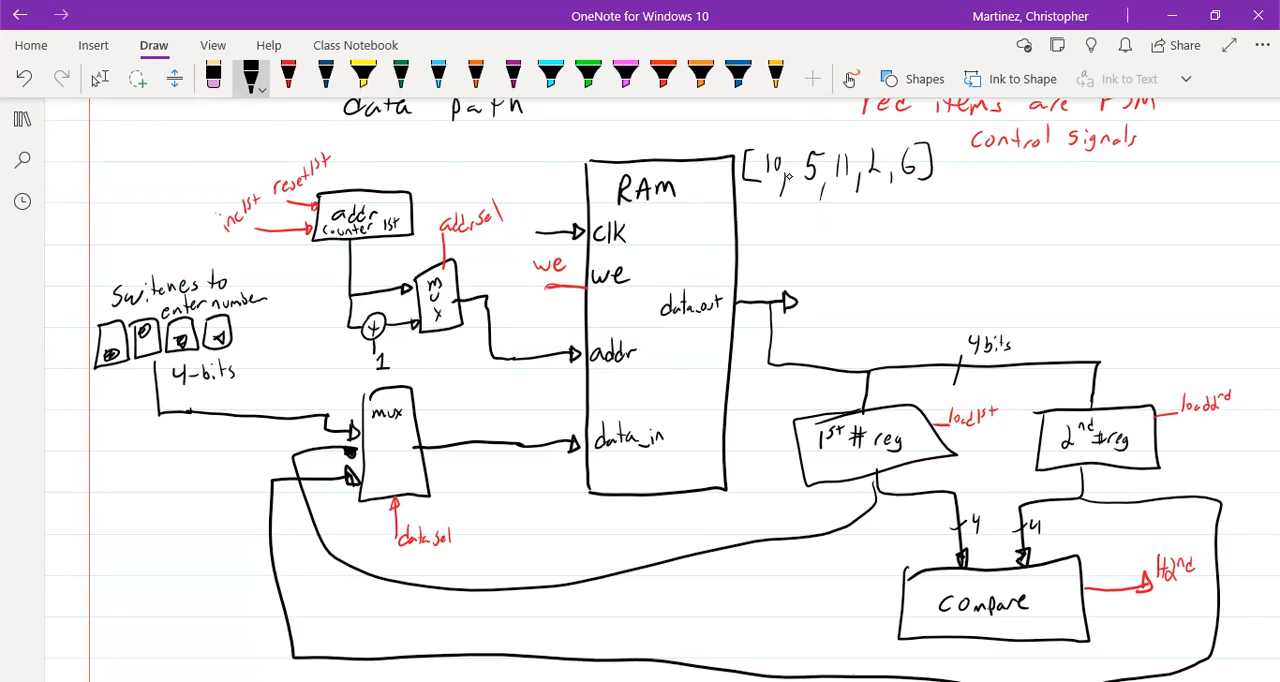 OneNote for Windows 10
Martinez, Christopher
Home Insert Draw View Help Class Notebook
Share
Shapes Ink to Shape Ink to Text
data path
red items are FSM
control signals
[10, 5, 11, 2, 6]
RAM
inc1st
reset1st
addr
counter 1st
addrsel
clk
we
we
mux
data_out
Switches to
enter number
1
addr
4-bits
4bits
mux
data_in
1st # reg
load1st
2nd # reg
load2nd
datasel
4
4
compare